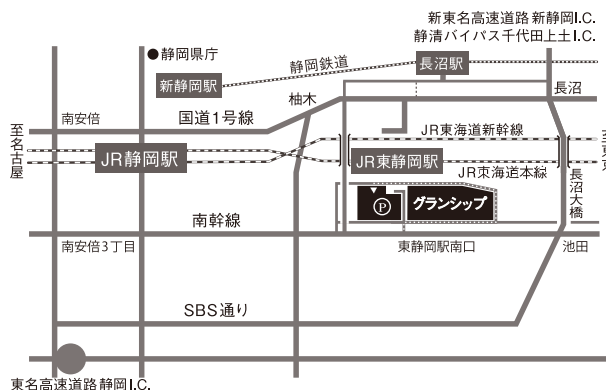 新東名高速道路 新静岡I.C.
静清バイパス千代田上土I.C.
●静岡県庁
静岡鉄道
長沼駅
新静岡駅
柚木
長沼
南安倍
国道1号線
JR東海道新幹線
至名古屋
JR静岡駅
JR東静岡駅
JR東海道本線
長沼大橋
P
グランシップ
南幹線
南安倍3丁目
東静岡駅南口
池田
SBS通り
東名高速道路 静岡I.C.